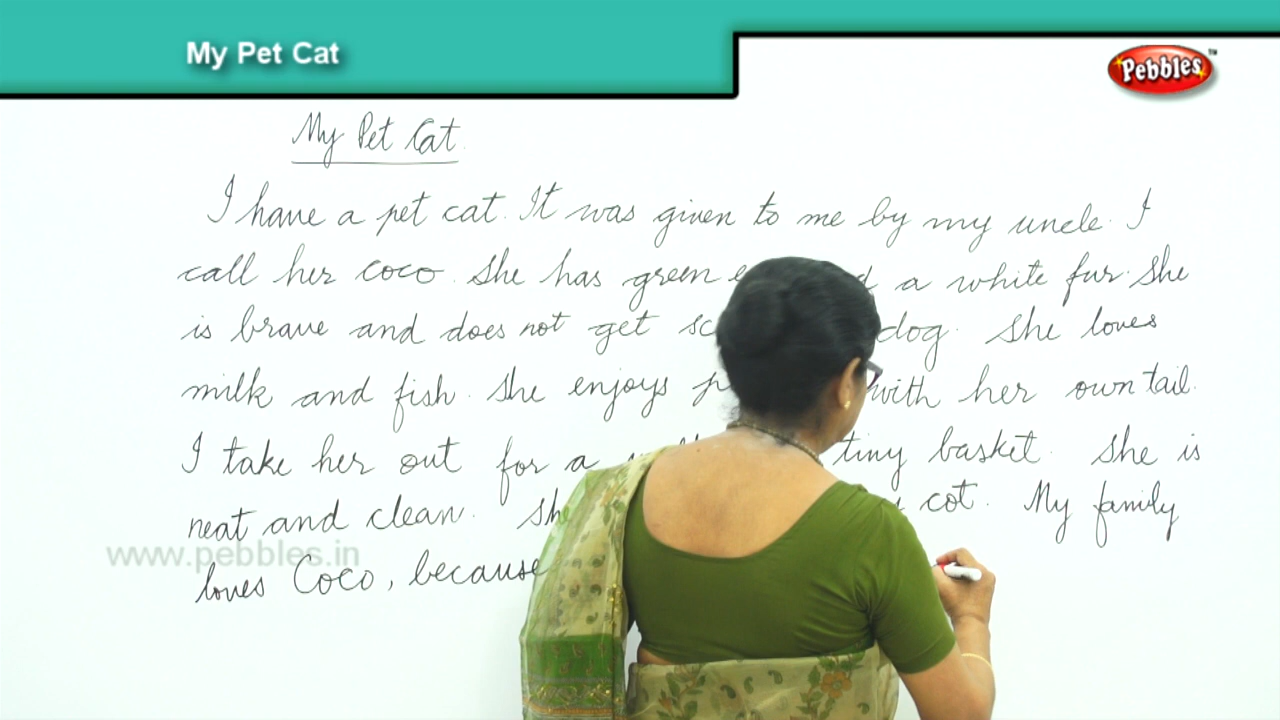 My Pet Cat
Pebbles™
My Pet Cat
I have a pet cat. It was given to me by my uncle. I
call her coco. She has green a white fur. She
is brave and does not get dog. She loves
milk and fish. She enjoys with her own tail.
I take her out for a tiny basket. She is
neat and clean. cot. My family
www.pebbles.in
loves Coco, because